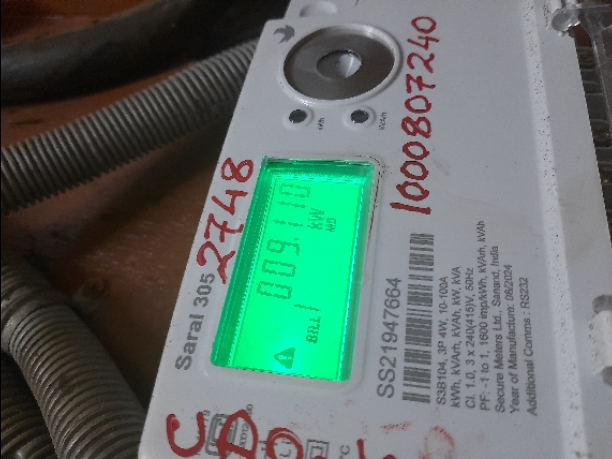 1000807240
kWh
kVAh
2748
Saral 305
009.110
kW
MD
BILL 1
SS21947664
S3B104, 3P 4W, 10-100A
kWh, kVArh, kVAh, kW, kVA
Cl. 1.0, 3 x 240(415)V, 50Hz
PF: -1 to 1, 1600 imp/kWh, kVArh, kVAh
Secure Meters Ltd., Sanand, India
Year of Manufacture: 08/2024
Additional Comms : RS232
°C